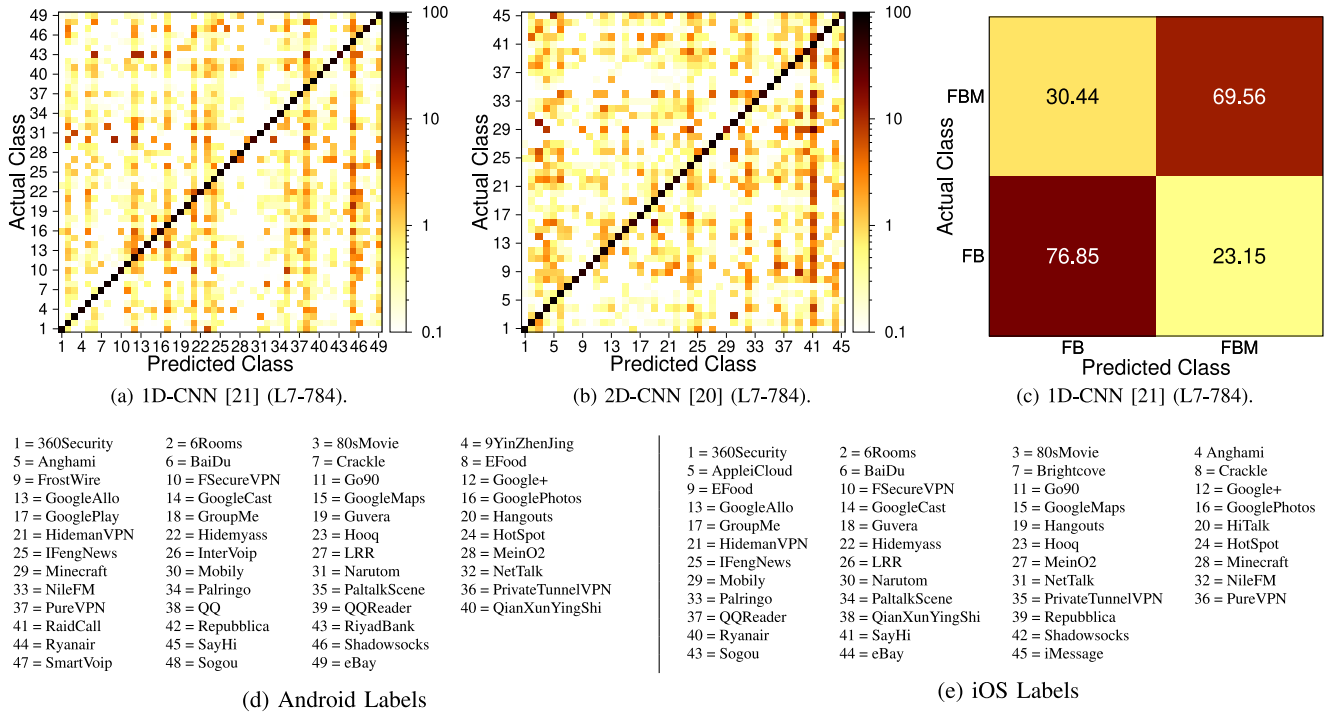 49
46
43
40
37
34
31
28
25
22
19
16
13
10
7
4
1
Actual Class
1 4 7 10 13 16 19 22 25 28 31 34 37 40 43 46 49
Predicted Class
100
10
1
0.1
(a) 1D-CNN [21] (L7-784).
45
41
37
33
29
25
21
17
13
9
5
1
Actual Class
1 5 9 13 17 21 25 29 33 37 41 45
Predicted Class
100
10
1
0.1
(b) 2D-CNN [20] (L7-784).
Actual Class
FBM 30.44 69.56
FB 76.85 23.15
FB FBM
Predicted Class
(c) 1D-CNN [21] (L7-784).
1 = 360Security 2 = 6Rooms 3 = 80sMovie 4 = 9YinZhenJing
5 = Anghami 6 = BaiDu 7 = Crackle 8 = EFood
9 = FrostWire 10 = FSecureVPN 11 = Go90 12 = Google+
13 = GoogleAllo 14 = GoogleCast 15 = GoogleMaps 16 = GooglePhotos
17 = GooglePlay 18 = GroupMe 19 = Guvera 20 = Hangouts
21 = HidemanVPN 22 = Hidemyass 23 = Hooq 24 = HotSpot
25 = IFengNews 26 = InterVoip 27 = LRR 28 = MeinO2
29 = Minecraft 30 = Mobily 31 = Narutom 32 = NetTalk
33 = NileFM 34 = Palringo 35 = PaltalkScene 36 = PrivateTunnelVPN
37 = PureVPN 38 = QQ 39 = QQReader 40 = QianXunYingShi
41 = RaidCall 42 = Repubblica 43 = RiyadBank
44 = Ryanair 45 = SayHi 46 = Shadowsocks
47 = SmartVoip 48 = Sogou 49 = eBay
(d) Android Labels
1 = 360Security 2 = 6Rooms 3 = 80sMovie 4 Anghami
5 = AppleiCloud 6 = BaiDu 7 = Brightcove 8 = Crackle
9 = EFood 10 = FSecureVPN 11 = Go90 12 = Google+
13 = GoogleAllo 14 = GoogleCast 15 = GoogleMaps 16 = GooglePhotos
17 = GroupMe 18 = Guvera 19 = Hangouts 20 = HiTalk
21 = HidemanVPN 22 = Hidemyass 23 = Hooq 24 = HotSpot
25 = IFengNews 26 = LRR 27 = MeinO2 28 = Minecraft
29 = Mobily 30 = Narutom 31 = NetTalk 32 = NileFM
33 = Palringo 34 = PaltalkScene 35 = PrivateTunnelVPN 36 = PureVPN
37 = QQReader 38 = QianXunYingShi 39 = Repubblica
40 = Ryanair 41 = SayHi 42 = Shadowsocks
43 = Sogou 44 = eBay 45 = iMessage
(e) iOS Labels